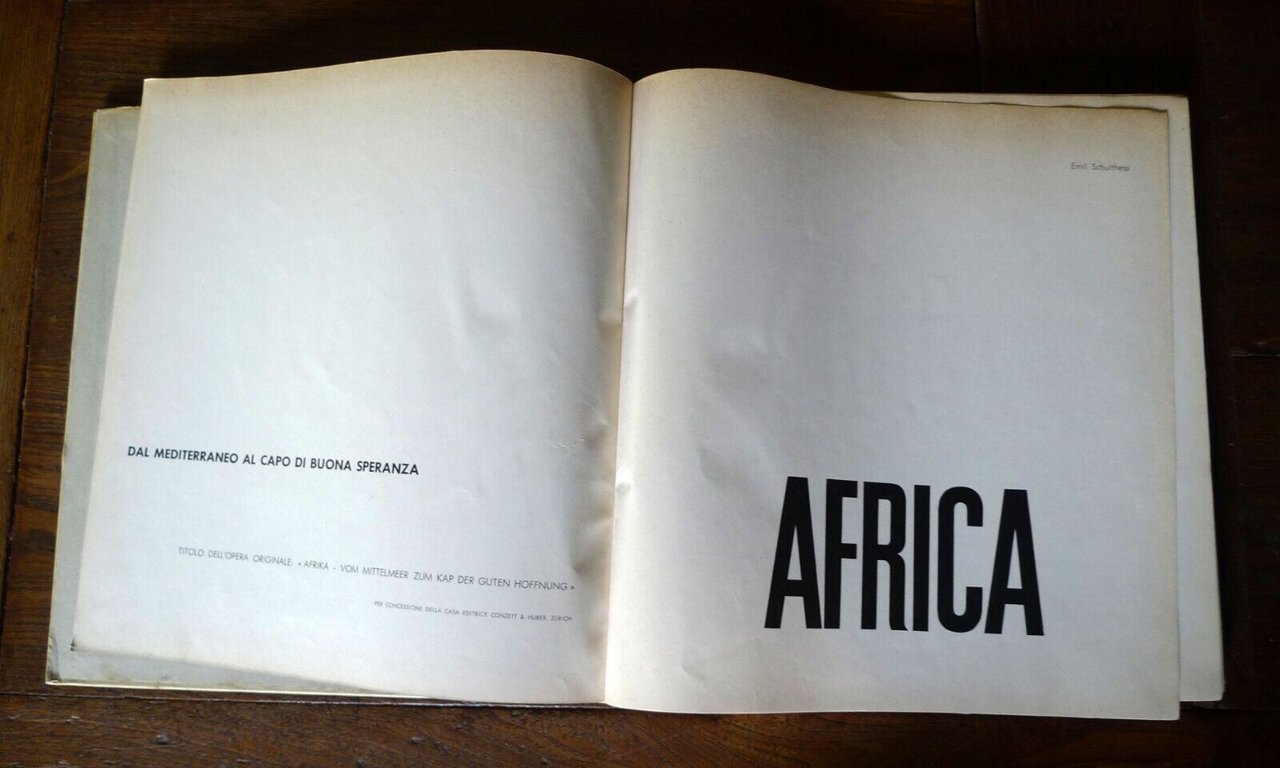 DAL MEDITERRANEO AL CAPO DI BUONA SPERANZA
TITOLO DELL'OPERA ORIGINALE: « AFRIKA - VOM MITTELMEER ZUM KAP DER GUTEN HOFFNUNG »
PER CONCESSIONE DELLA CASA EDITRICE CONZETT & HUBER, ZURICH
Emil Schulthess
AFRICA